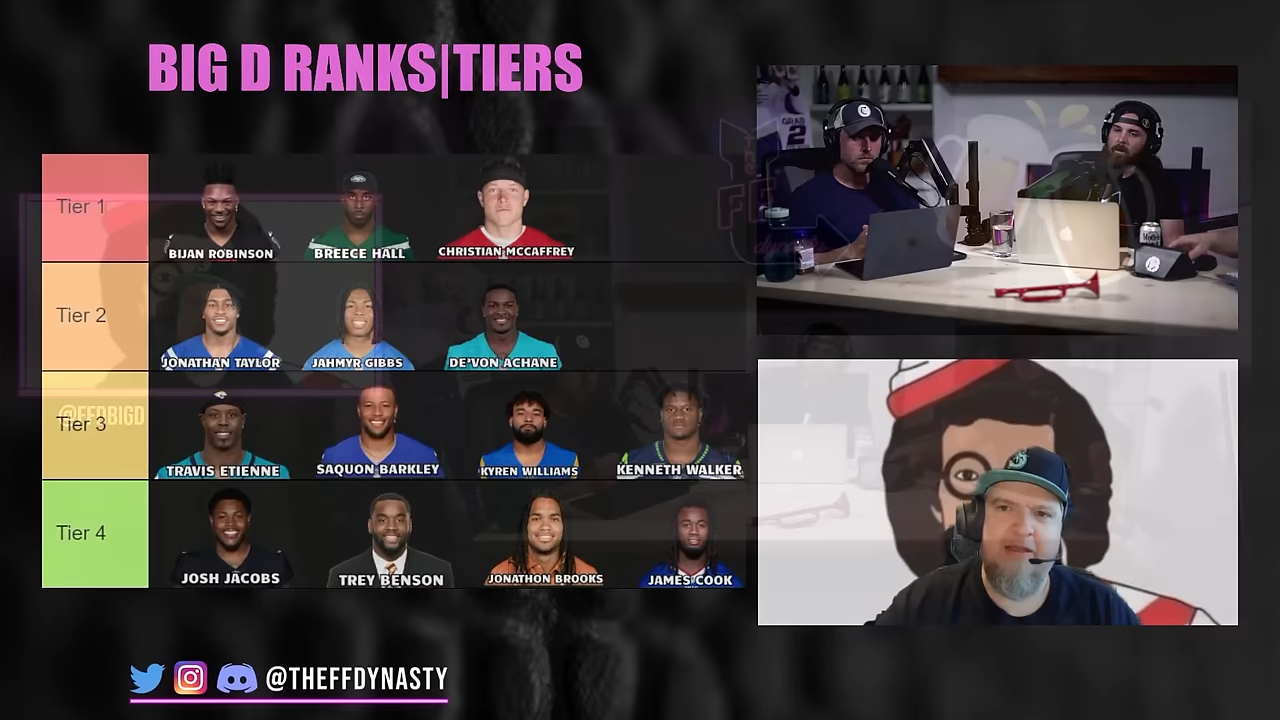 BIG D RANKS|TIERS
Tier 1
BIJAN ROBINSON
BREECE HALL
CHRISTIAN MCCAFFREY
Tier 2
JONATHAN TAYLOR
JAHMYR GIBBS
DE'VON ACHANE
@FFDBIGD
Tier 3
TRAVIS ETIENNE
SAQUON BARKLEY
KYREN WILLIAMS
KENNETH WALKER
Tier 4
JOSH JACOBS
TREY BENSON
JONATHON BROOKS
JAMES COOK
@THEFFDYNASTY